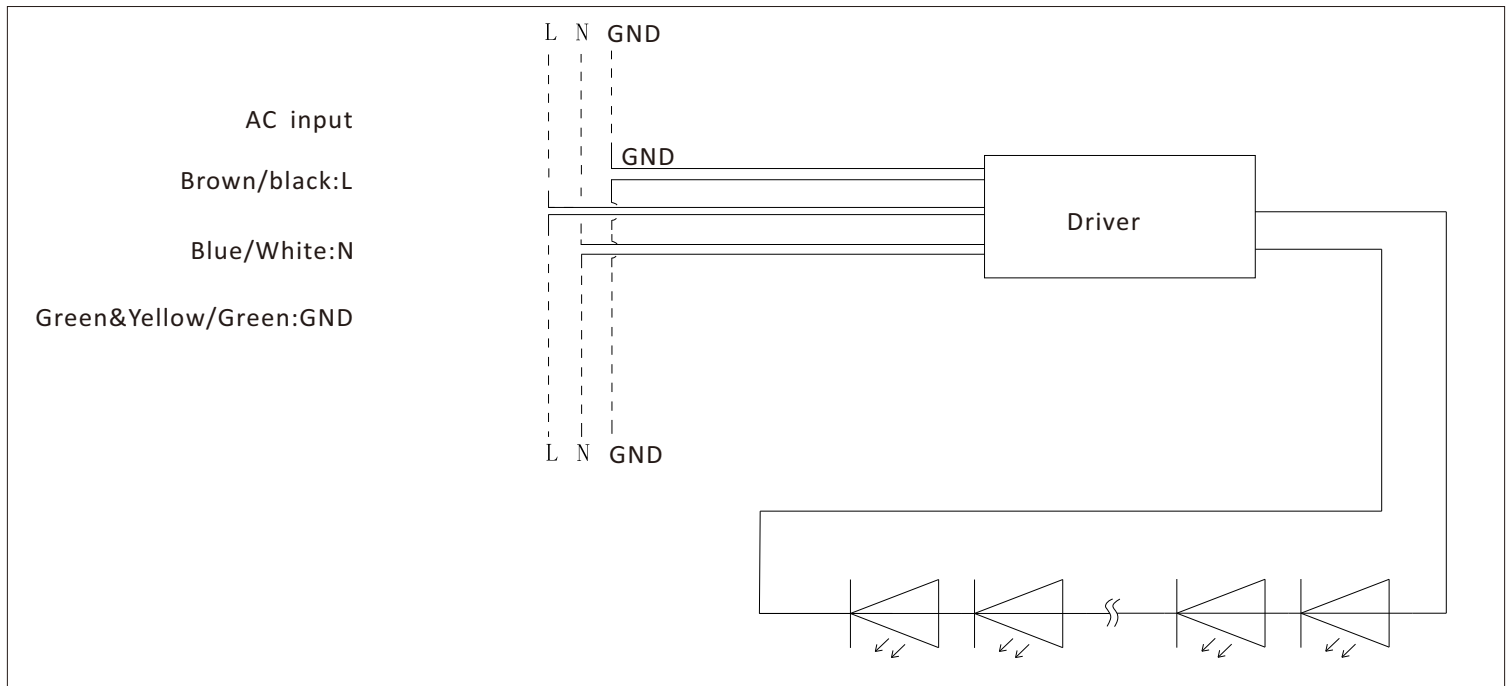 L N GND
AC input
GND
Brown/black:L
Driver
Blue/White:N
Green&Yellow/Green:GND
L N GND